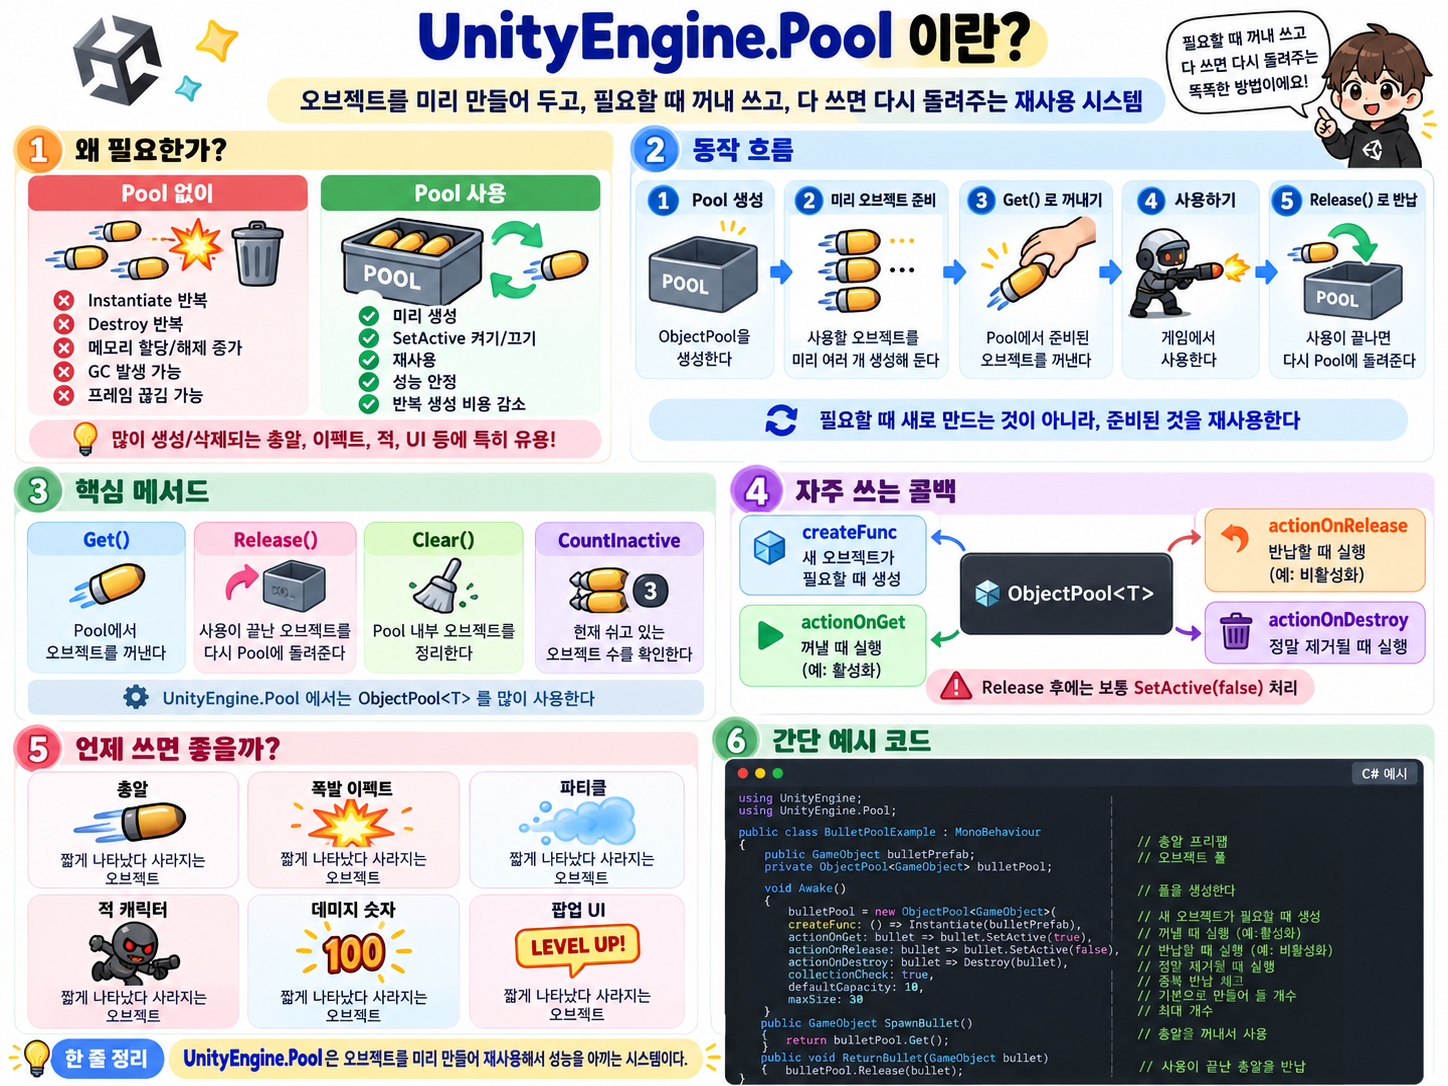 UnityEngine.Pool 이란?
오브젝트를 미리 만들어 두고, 필요할 때 꺼내 쓰고, 다 쓰면 다시 돌려주는 재사용 시스템
필요할 때 꺼내 쓰고
다 쓰면 다시 돌려주는
똑똑한 방법이에요!
1 왜 필요한가?
Pool 없이
Instantiate 반복
Destroy 반복
메모리 할당/해제 증가
GC 발생 가능
프레임 끊김 가능
Pool 사용
POOL
미리 생성
SetActive 켜기/끄기
재사용
성능 안정
반복 생성 비용 감소
많이 생성/삭제되는 총알, 이펙트, 적, UI 등에 특히 유용!
2 동작 흐름
1 Pool 생성
POOL
ObjectPool을
생성한다
2 미리 오브젝트 준비
사용할 오브젝트를
미리 여러 개 생성해 둔다
3 Get() 로 꺼내기
Pool에서 준비된
오브젝트를 꺼낸다
4 사용하기
게임에서
사용한다
5 Release() 로 반납
POOL
사용이 끝나면
다시 Pool에 돌려준다
필요할 때 새로 만드는 것이 아니라, 준비된 것을 재사용한다
3 핵심 메서드
Get()
Pool에서
오브젝트를 꺼낸다
Release()
사용이 끝난 오브젝트를
다시 Pool에 돌려준다
Clear()
Pool 내부 오브젝트를
정리한다
CountInactive
3
현재 쉬고 있는
오브젝트 수를 확인한다
UnityEngine.Pool 에서는 ObjectPool<T> 를 많이 사용한다
4 자주 쓰는 콜백
createFunc
새 오브젝트가
필요할 때 생성
actionOnGet
꺼낼 때 실행
(예: 활성화)
ObjectPool<T>
actionOnRelease
반납할 때 실행
(예: 비활성화)
actionOnDestroy
정말 제거될 때 실행
Release 후에는 보통 SetActive(false) 처리
5 언제 쓰면 좋을까?
총알
짧게 나타났다 사라지는
오브젝트
폭발 이펙트
짧게 나타났다 사라지는
오브젝트
파티클
짧게 나타났다 사라지는
오브젝트
적 캐릭터
짧게 나타났다 사라지는
오브젝트
데미지 숫자
100
짧게 나타났다 사라지는
오브젝트
팝업 UI
LEVEL UP!
짧게 나타났다 사라지는
오브젝트
6 간단 예시 코드
C# 예시
using UnityEngine;
using UnityEngine.Pool;
public class BulletPoolExample : MonoBehaviour
{
public GameObject bulletPrefab; // 총알 프리팹
private ObjectPool<GameObject> bulletPool; // 오브젝트 풀
void Awake() // 풀을 생성한다
{
bulletPool = new ObjectPool<GameObject>(
createFunc: () => Instantiate(bulletPrefab), // 새 오브젝트가 필요할 때 생성
actionOnGet: bullet => bullet.SetActive(true), // 꺼낼 때 실행 (예:활성화)
actionOnRelease: bullet => bullet.SetActive(false), // 반납할 때 실행 (예: 비활성화)
actionOnDestroy: bullet => Destroy(bullet), // 정말 제거될 때 실행
collectionCheck: true, // 중복 반납 체크
defaultCapacity: 10, // 기본으로 만들어 둘 개수
maxSize: 30 // 최대 개수
}
public GameObject SpawnBullet()
{ // 총알을 꺼내서 사용
return bulletPool.Get();
}
public void ReturnBullet(GameObject bullet)
{ bulletPool.Release(bullet); // 사용이 끝난 총알을 반납
}
}
한 줄 정리
UnityEngine.Pool은 오브젝트를 미리 만들어 재사용해서 성능을 아끼는 시스템이다.